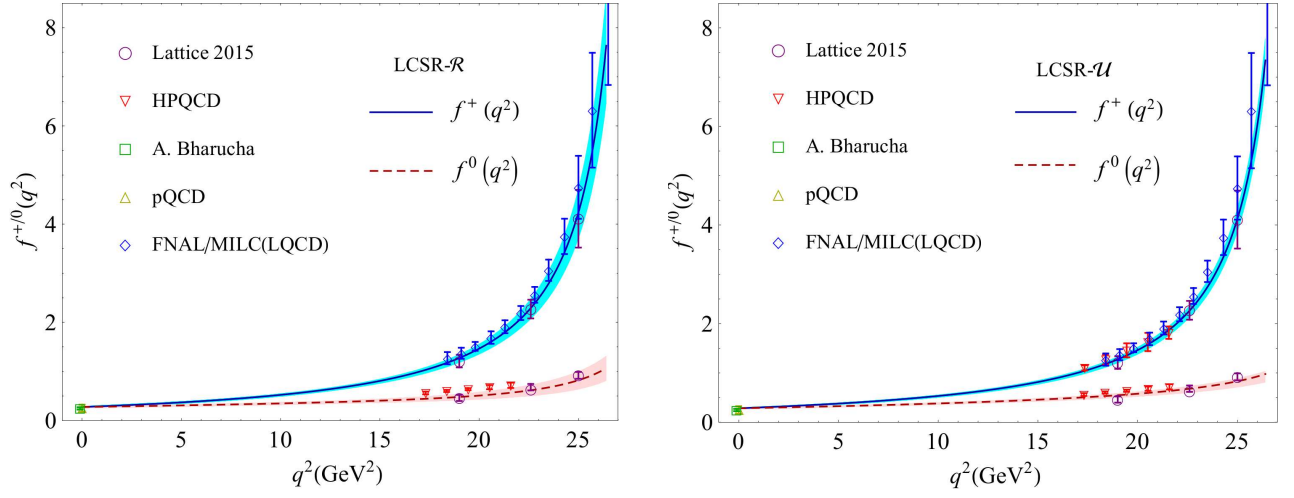 Lattice 2015
HPQCD
A. Bharucha
pQCD
FNAL/MILC(LQCD)
LCSR-ℛ
f⁺(q²)
f⁰(q²)
f⁺ᐟ⁰(q²)
8
6
4
2
0
0 5 10 15 20 25
q²(GeV²)
Lattice 2015
HPQCD
A. Bharucha
pQCD
FNAL/MILC(LQCD)
LCSR-𝒰
f⁺(q²)
f⁰(q²)
f⁺ᐟ⁰(q²)
8
6
4
2
0
0 5 10 15 20 25
q²(GeV²)